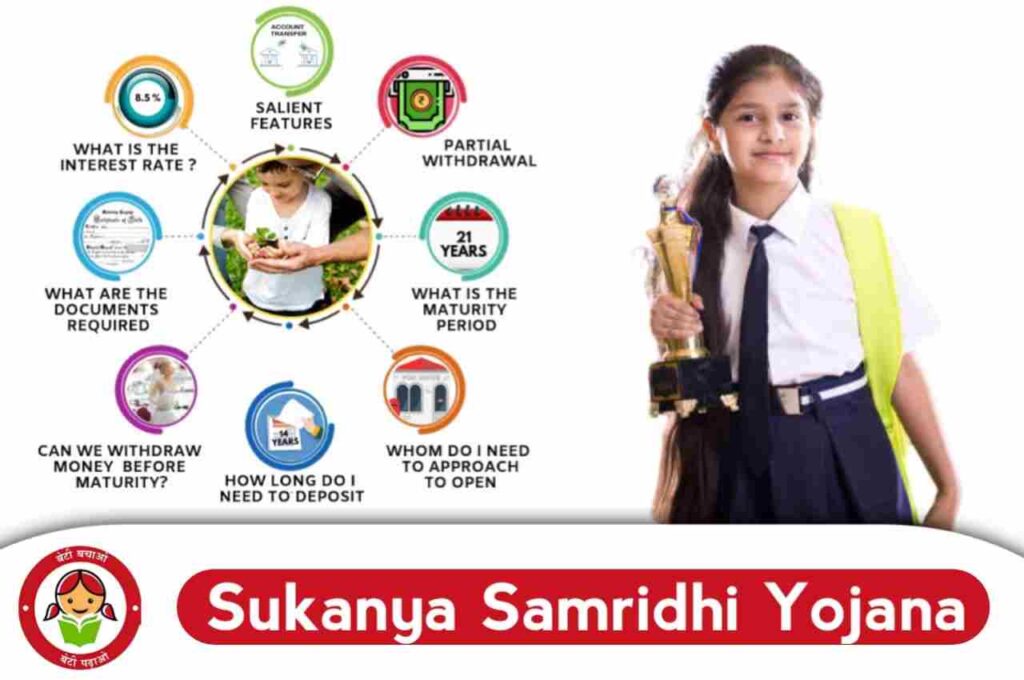 ACCOUNT
TRANSFER
SALIENT
FEATURES
8.5 %
WHAT IS THE
INTEREST RATE ?
PARTIAL
WITHDRAWAL
WHAT ARE THE
DOCUMENTS
REQUIRED
21
YEARS
WHAT IS THE
MATURITY
PERIOD
CAN WE WITHDRAW
MONEY BEFORE
MATURITY?
14
YEARS
HOW LONG DO I
NEED TO DEPOSIT
WHOM DO I NEED
TO APPROACH
TO OPEN
बेटी बचाओ
बेटी पढ़ाओ
Sukanya Samridhi Yojana